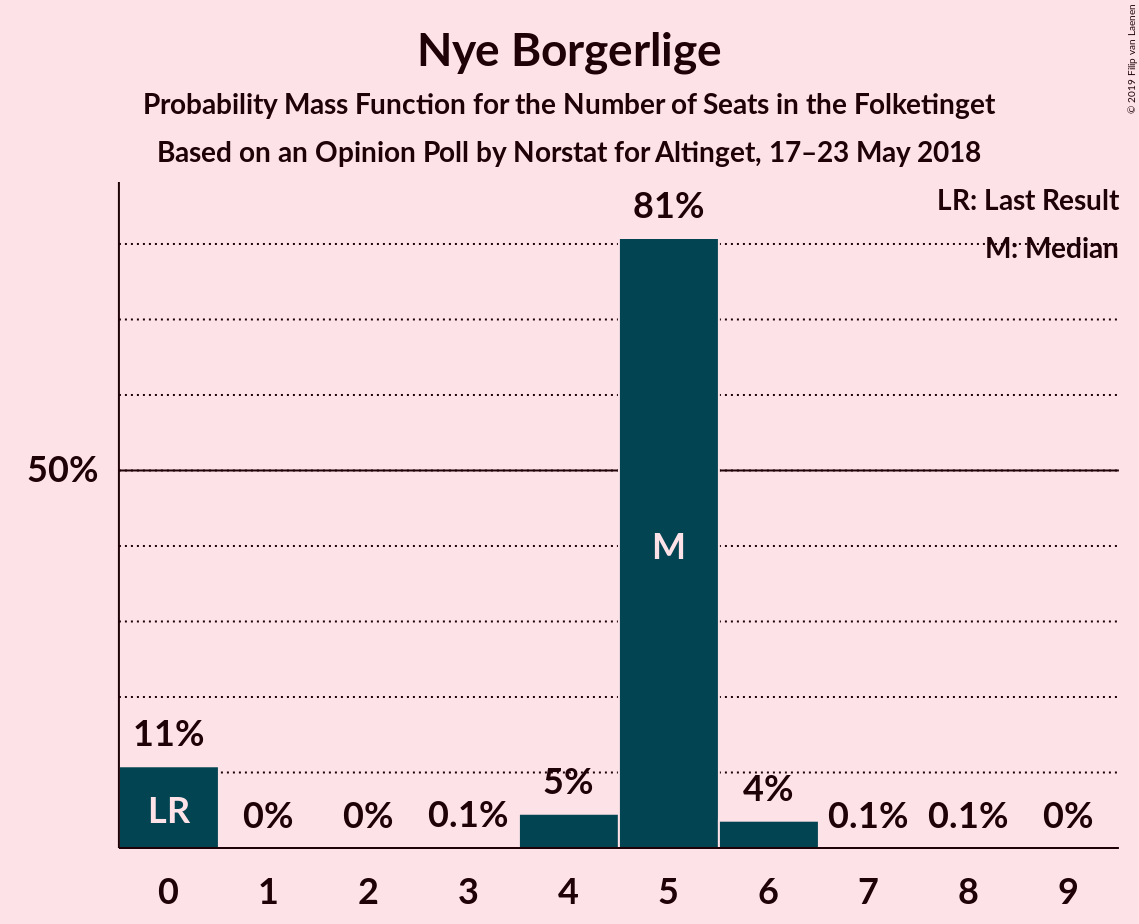 Nye Borgerlige
Probability Mass Function for the Number of Seats in the Folketinget
Based on an Opinion Poll by Norstat for Altinget, 17–23 May 2018
© 2019 Filip van Laenen
LR: Last Result
M: Median
81%
50%
M
11%
5%
4%
LR
0%
0%
0.1%
0.1%
0.1%
0%
0 1 2 3 4 5 6 7 8 9